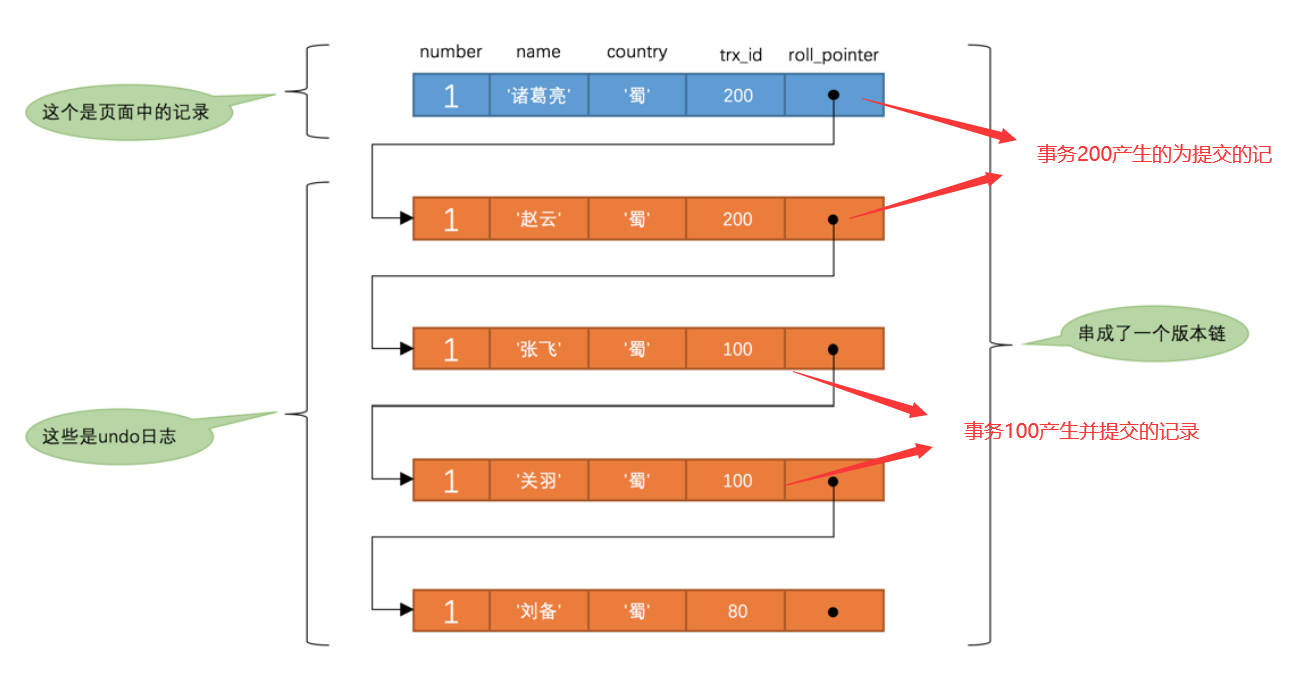 number name country trx_id roll_pointer
1 '诸葛亮' '蜀' 200
这个是页面中的记录
事务200产生的为提交的记
1 '赵云' '蜀' 200
1 '张飞' '蜀' 100
串成了一个版本链
这些是undo日志
事务100产生并提交的记录
1 '关羽' '蜀' 100
1 '刘备' '蜀' 80